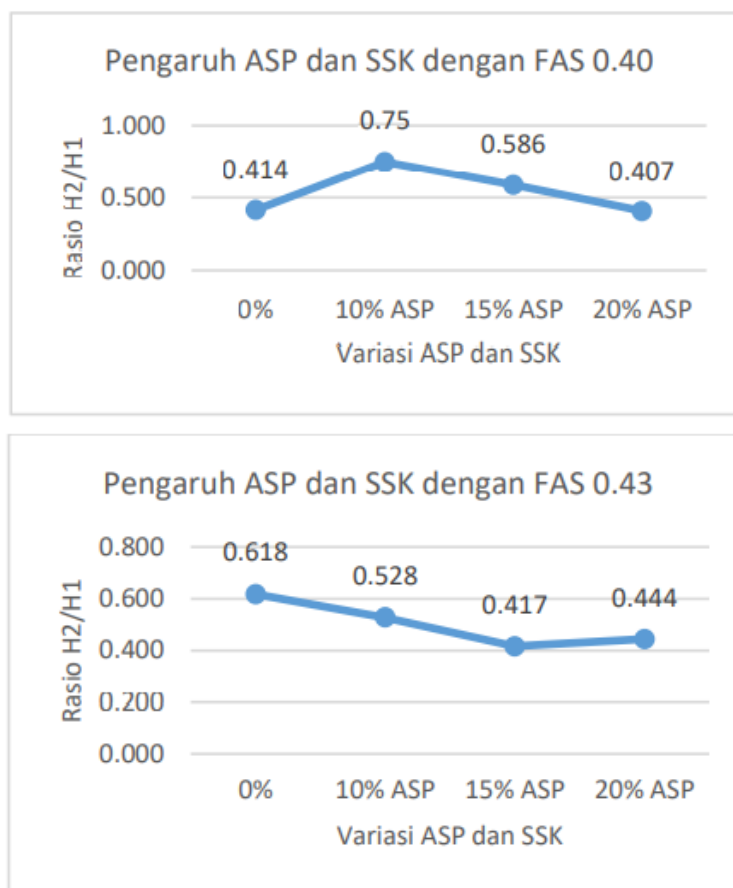 Pengaruh ASP dan SSK dengan FAS 0.40
Rasio H2/H1
1.000
0.500
0.000
0.414
0.75
0.586
0.407
0%
10% ASP
15% ASP
20% ASP
Variasi ASP dan SSK
Pengaruh ASP dan SSK dengan FAS 0.43
Rasio H2/H1
0.800
0.600
0.400
0.200
0.000
0.618
0.528
0.417
0.444
0%
10% ASP
15% ASP
20% ASP
Variasi ASP dan SSK